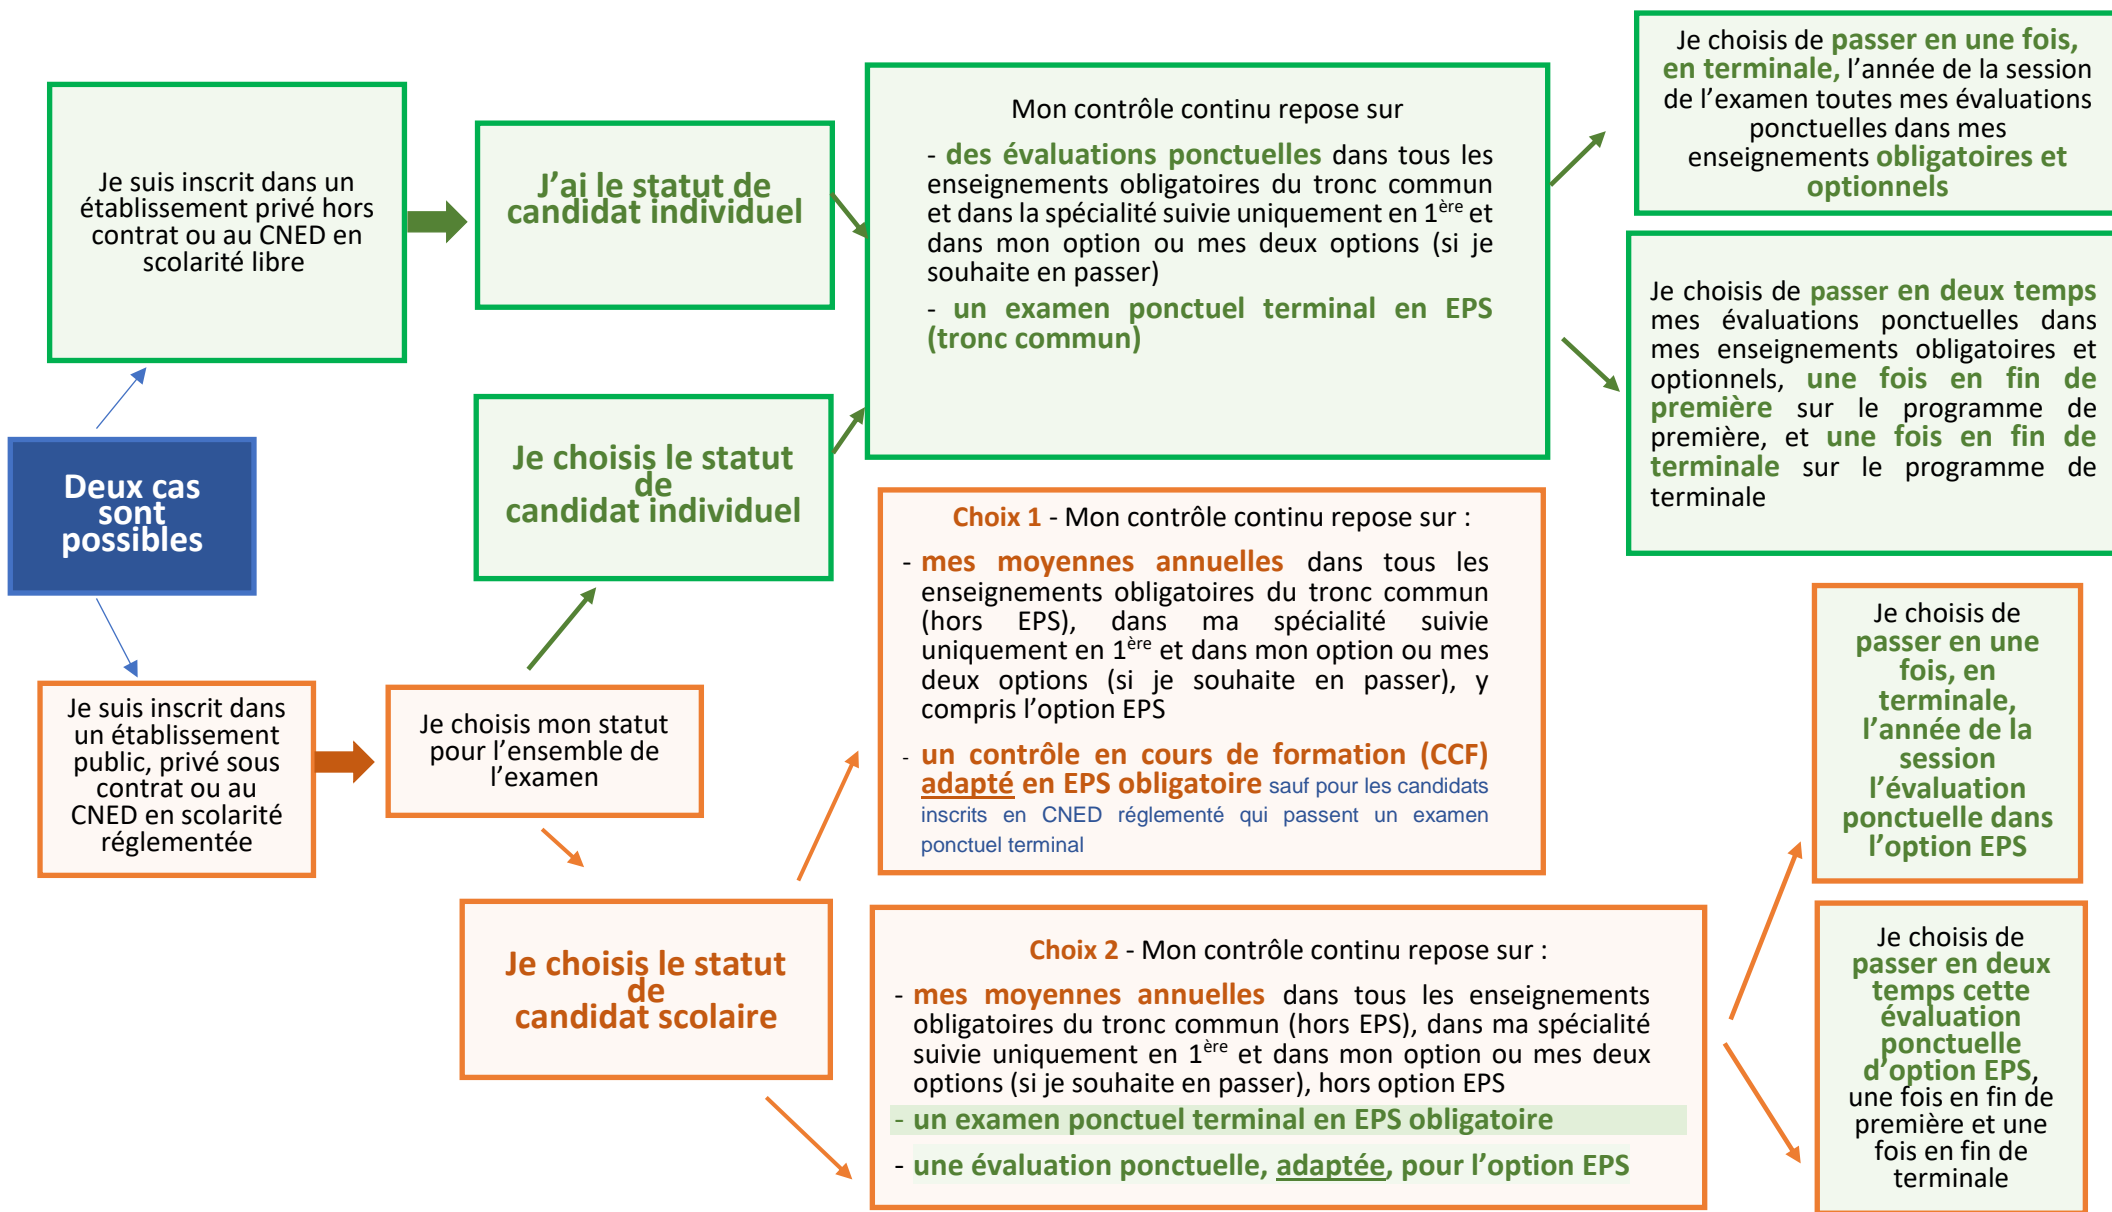 Je suis inscrit dans un
établissement privé hors
contrat ou au CNED en
scolarité libre
J'ai le statut de
candidat individuel
Mon contrôle continu repose sur
- des évaluations ponctuelles dans tous les
enseignements obligatoires du tronc commun
et dans la spécialité suivie uniquement en 1ère et
dans mon option ou mes deux options (si je
souhaite en passer)
- un examen ponctuel terminal en EPS
(tronc commun)
Je choisis de passer en une fois,
en terminale, l'année de la session
de l'examen toutes mes évaluations
ponctuelles dans mes
enseignements obligatoires et
optionnels
Je choisis de passer en deux temps
mes évaluations ponctuelles dans
mes enseignements obligatoires et
optionnels, une fois en fin de
première sur le programme de
première, et une fois en fin de
terminale sur le programme de
terminale
Deux cas
sont
possibles
Je choisis le statut
de
candidat individuel
Je suis inscrit dans
un établissement
public, privé sous
contrat ou au
CNED en scolarité
réglementée
Je choisis mon statut
pour l'ensemble de
l'examen
Choix 1 - Mon contrôle continu repose sur :
- mes moyennes annuelles dans tous les
enseignements obligatoires du tronc commun
(hors EPS), dans ma spécialité suivie
uniquement en 1ère et dans mon option ou mes
deux options (si je souhaite en passer), y
compris l'option EPS
- un contrôle en cours de formation (CCF)
adapté en EPS obligatoire sauf pour les candidats
inscrits en CNED réglementé qui passent un examen
ponctuel terminal
Je choisis le statut
de
candidat scolaire
Choix 2 - Mon contrôle continu repose sur :
- mes moyennes annuelles dans tous les enseignements
obligatoires du tronc commun (hors EPS), dans ma spécialité
suivie uniquement en 1ère et dans mon option ou mes deux
options (si je souhaite en passer), hors option EPS
- un examen ponctuel terminal en EPS obligatoire
- une évaluation ponctuelle, adaptée, pour l'option EPS
Je choisis de
passer en une
fois, en
terminale,
l'année de la
session
l'évaluation
ponctuelle dans
l'option EPS
Je choisis de
passer en deux
temps cette
évaluation
ponctuelle
d'option EPS,
une fois en fin de
première et une
fois en fin de
terminale